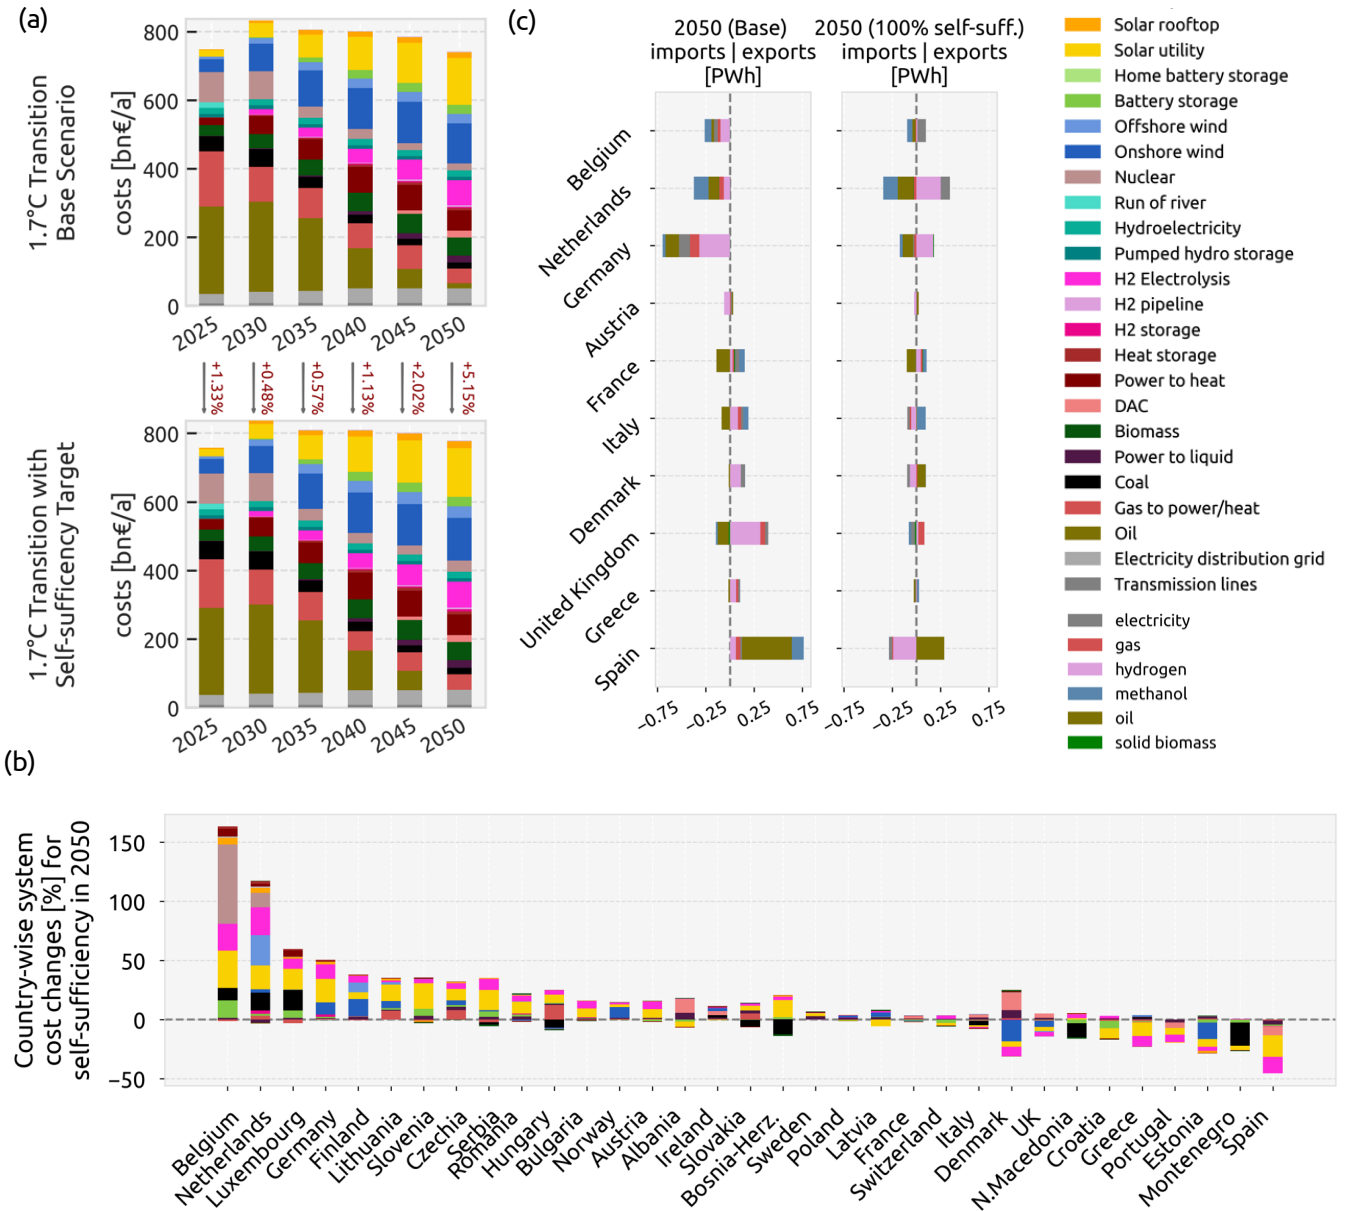 (a)
1.7°C Transition
Base Scenario
costs [bn€/a]
800
600
400
200
0
2025
2030
2035
2040
2045
2050
+1.33%
+0.48%
+0.57%
+1.13%
+2.02%
+5.15%
1.7°C Transition with
Self-sufficency Target
costs [bn€/a]
800
600
400
200
0
2025
2030
2035
2040
2045
2050
(c)
2050 (Base)
imports | exports
[PWh]
2050 (100% self-suff.)
imports | exports
[PWh]
Belgium
Netherlands
Germany
Austria
France
Italy
Denmark
United Kingdom
Greece
Spain
−0.75
−0.25
0.25
0.75
−0.75
−0.25
0.25
0.75
Solar rooftop
Solar utility
Home battery storage
Battery storage
Offshore wind
Onshore wind
Nuclear
Run of river
Hydroelectricity
Pumped hydro storage
H2 Electrolysis
H2 pipeline
H2 storage
Heat storage
Power to heat
DAC
Biomass
Power to liquid
Coal
Gas to power/heat
Oil
Electricity distribution grid
Transmission lines
electricity
gas
hydrogen
methanol
oil
solid biomass
(b)
Country-wise system
cost changes [%] for
self-sufficiency in 2050
150
100
50
0
−50
Belgium
Netherlands
Luxembourg
Germany
Finland
Lithuania
Slovenia
Czechia
Serbia
Romania
Hungary
Bulgaria
Norway
Austria
Albania
Ireland
Slovakia
Bosnia-Herz.
Sweden
Poland
Latvia
France
Switzerland
Italy
Denmark
UK
N.Macedonia
Croatia
Greece
Portugal
Estonia
Montenegro
Spain